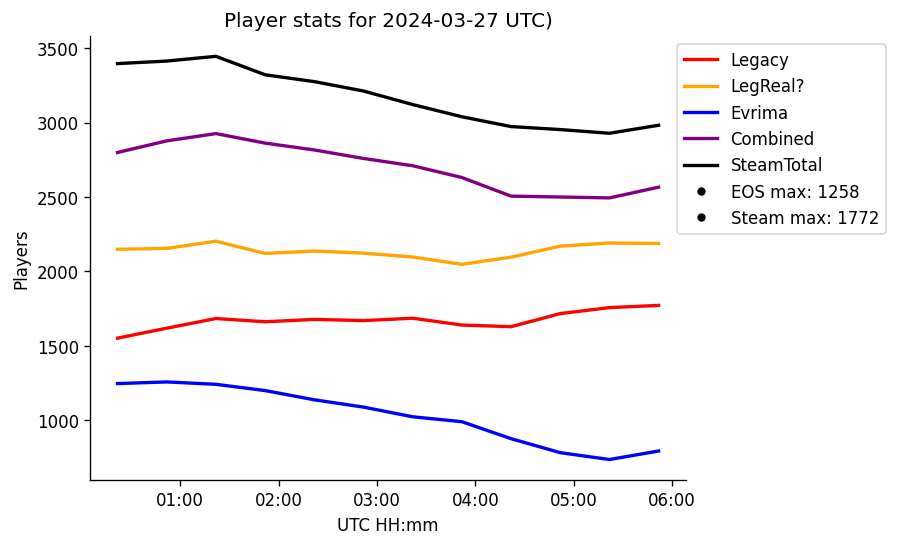 Player stats for 2024-03-27 UTC)
3500
3000
2500
2000
1500
1000
Players
01:00
02:00
03:00
04:00
05:00
06:00
UTC HH:mm
Legacy
LegReal?
Evrima
Combined
SteamTotal
EOS max: 1258
Steam max: 1772